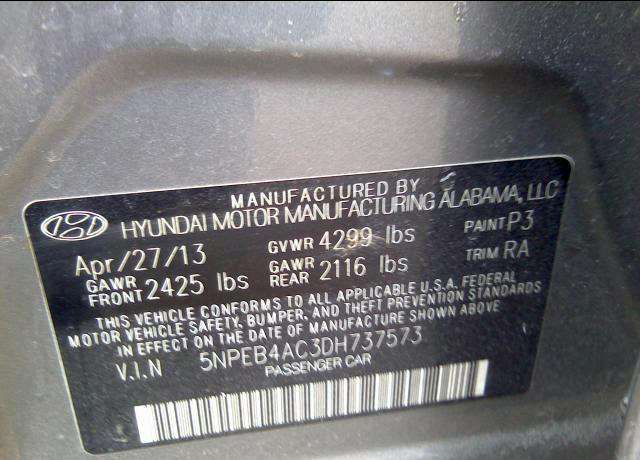 MANUFACTURED BY
HYUNDAI MOTOR MANUFACTURING ALABAMA, LLC
Apr/27/13 GVWR 4299 lbs PAINT P3
GAWR FRONT 2425 lbs GAWR REAR 2116 lbs TRIM RA
THIS VEHICLE CONFORMS TO ALL APPLICABLE U.S.A. FEDERAL
MOTOR VEHICLE SAFETY, BUMPER, AND THEFT PREVENTION STANDARDS
IN EFFECT ON THE DATE OF MANUFACTURE SHOWN ABOVE
V.I.N 5NPEB4AC3DH737573
PASSENGER CAR